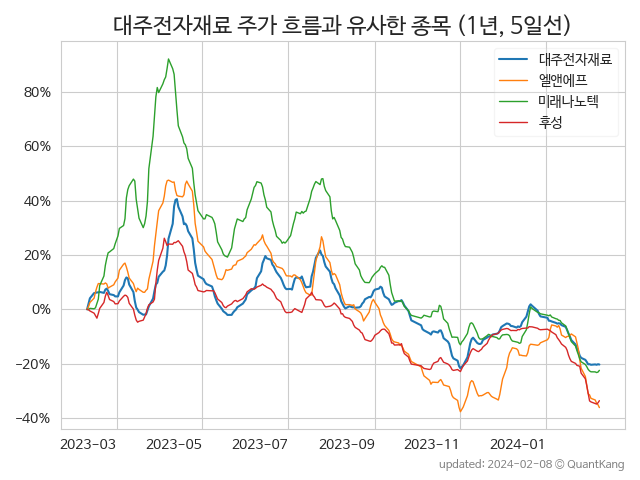 대주전자재료 주가 흐름과 유사한 종목 (1년, 5일선)
대주전자재료
엘앤에프
미래나노텍
후성
80%
60%
40%
20%
0%
−20%
−40%
2023-03 2023-05 2023-07 2023-09 2023-11 2024-01
updated: 2024-02-08 © QuantKang